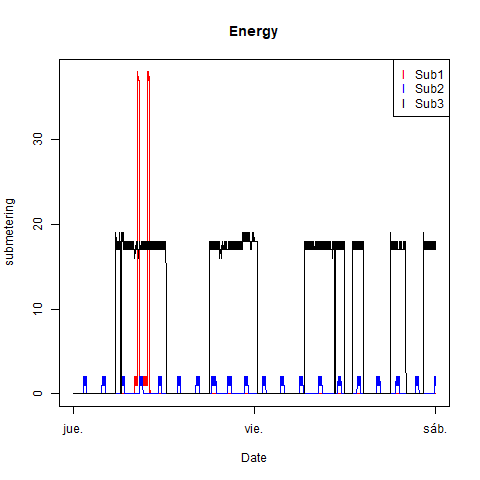 Energy
l Sub1
l Sub2
l Sub3
submetering
30
20
10
0
jue.
vie.
sáb.
Date